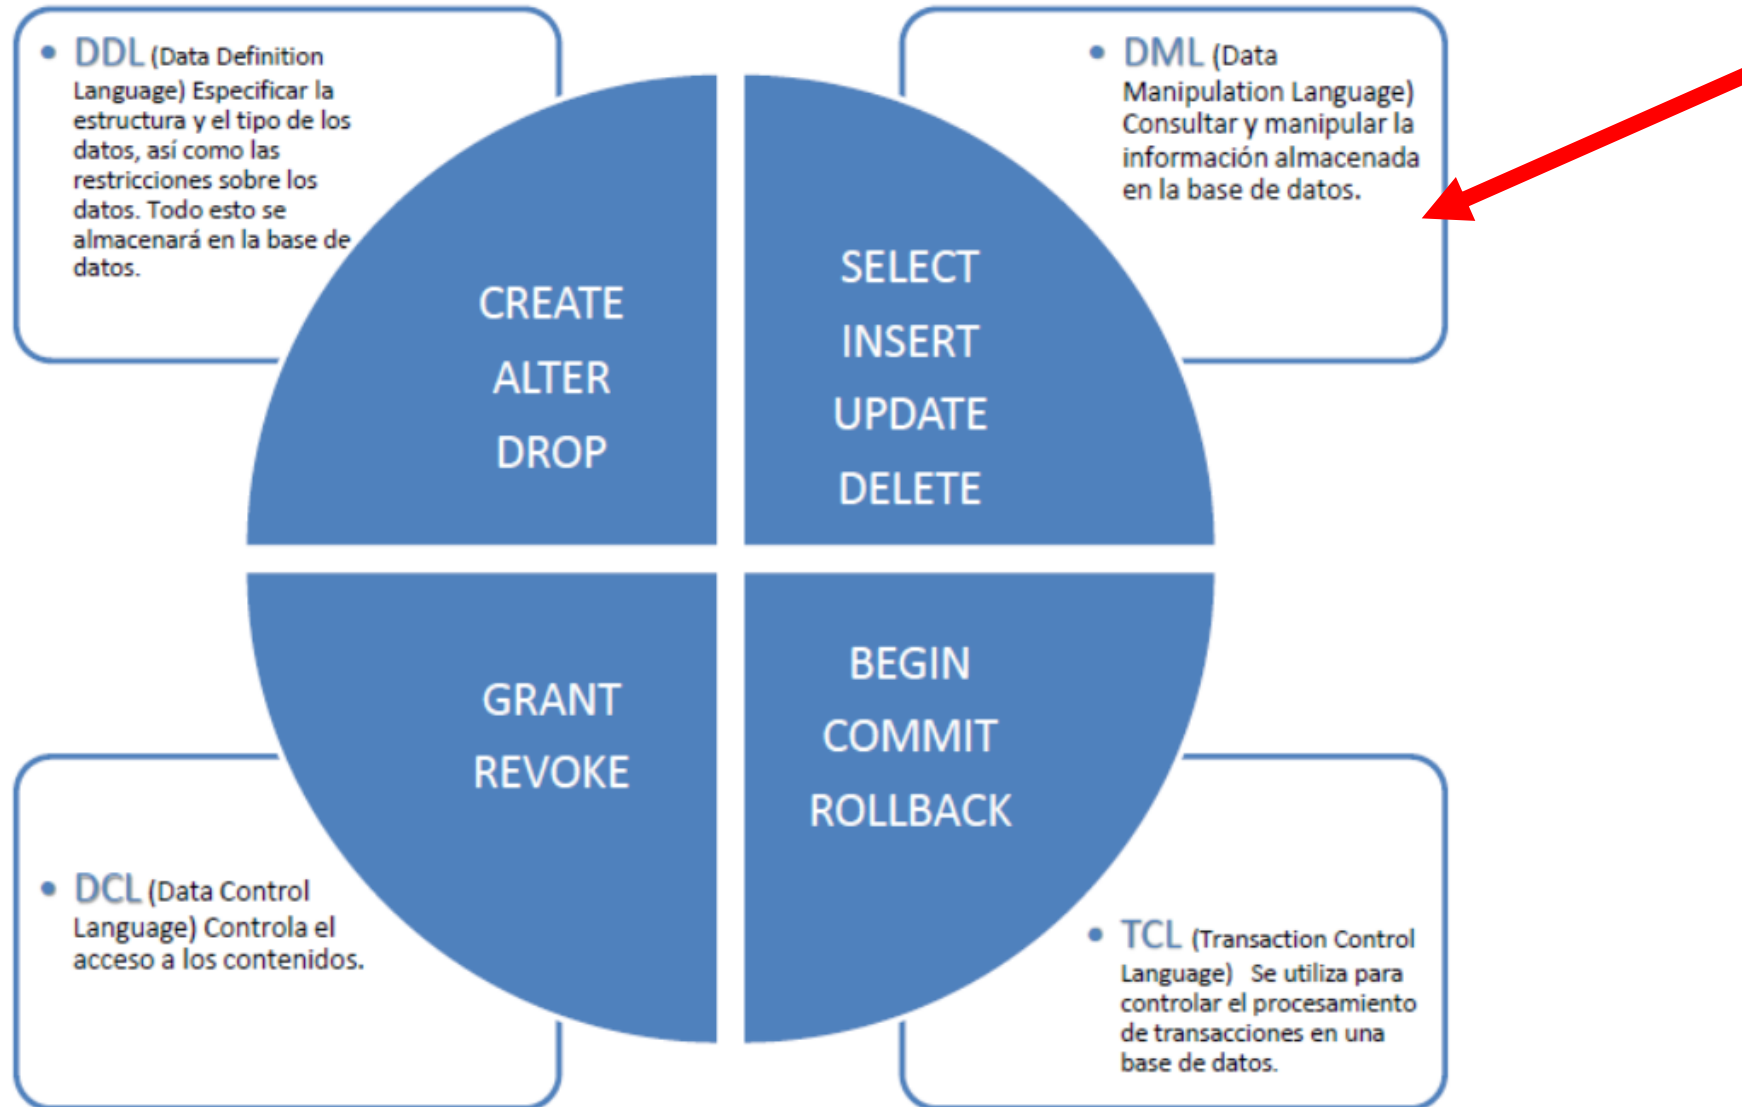 • DDL (Data Definition
Language) Especificar la
estructura y el tipo de los
datos, así como las
restricciones sobre los
datos. Todo esto se
almacenará en la base de
datos.
• DML (Data
Manipulation Language)
Consultar y manipular la
información almacenada
en la base de datos.
CREATE
ALTER
DROP
SELECT
INSERT
UPDATE
DELETE
GRANT
REVOKE
BEGIN
COMMIT
ROLLBACK
• DCL (Data Control
Language) Controla el
acceso a los contenidos.
• TCL (Transaction Control
Language) Se utiliza para
controlar el procesamiento
de transacciones en una
base de datos.